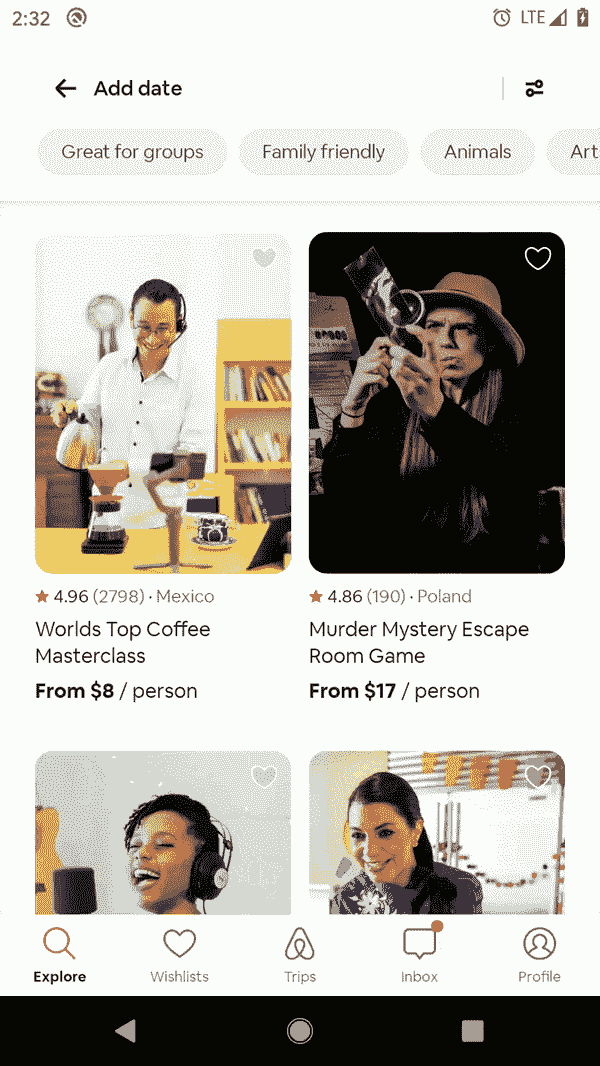 2:32
LTE
Add date
Great for groups
Family friendly
Animals
Art
4.96 (2798) · Mexico
Worlds Top Coffee
Masterclass
From $8 / person
4.86 (190) · Poland
Murder Mystery Escape
Room Game
From $17 / person
Explore
Wishlists
Trips
Inbox
Profile